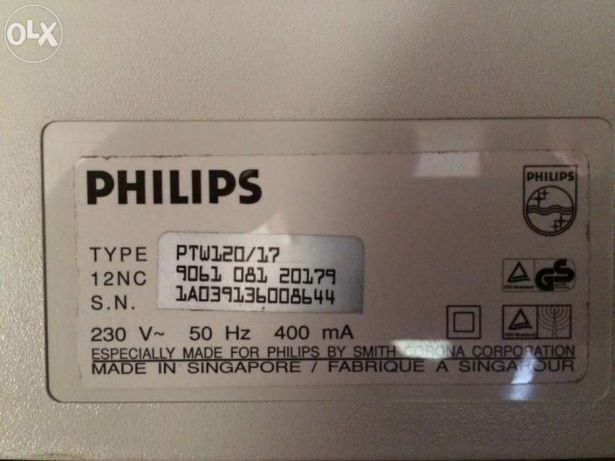 OLX
PHILIPS
PHILIPS
TYPE PTW120/17
12NC 9061 081 20179
S.N. 1A039136008644
GS
230 V~ 50 Hz 400 mA
ESPECIALLY MADE FOR PHILIPS BY SMITH CORONA CORPORATION
MADE IN SINGAPORE / FABRIQUE A SINGAPOUR